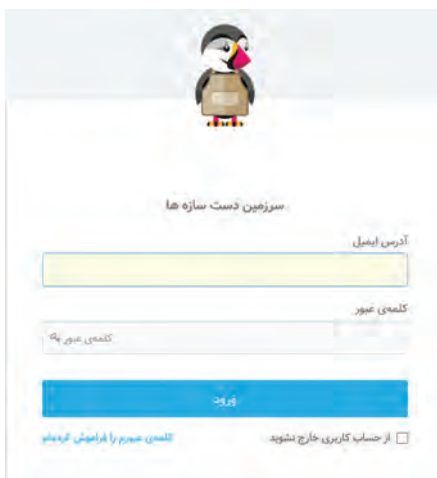 سرزمین دست سازه ها
آدرس ایمیل
کلمه‌ی عبور
کلمه‌ی عبور
ورود
از حساب کاربری خارج نشوید
کلمه‌ی عبورم را فراموش کرده‌ام